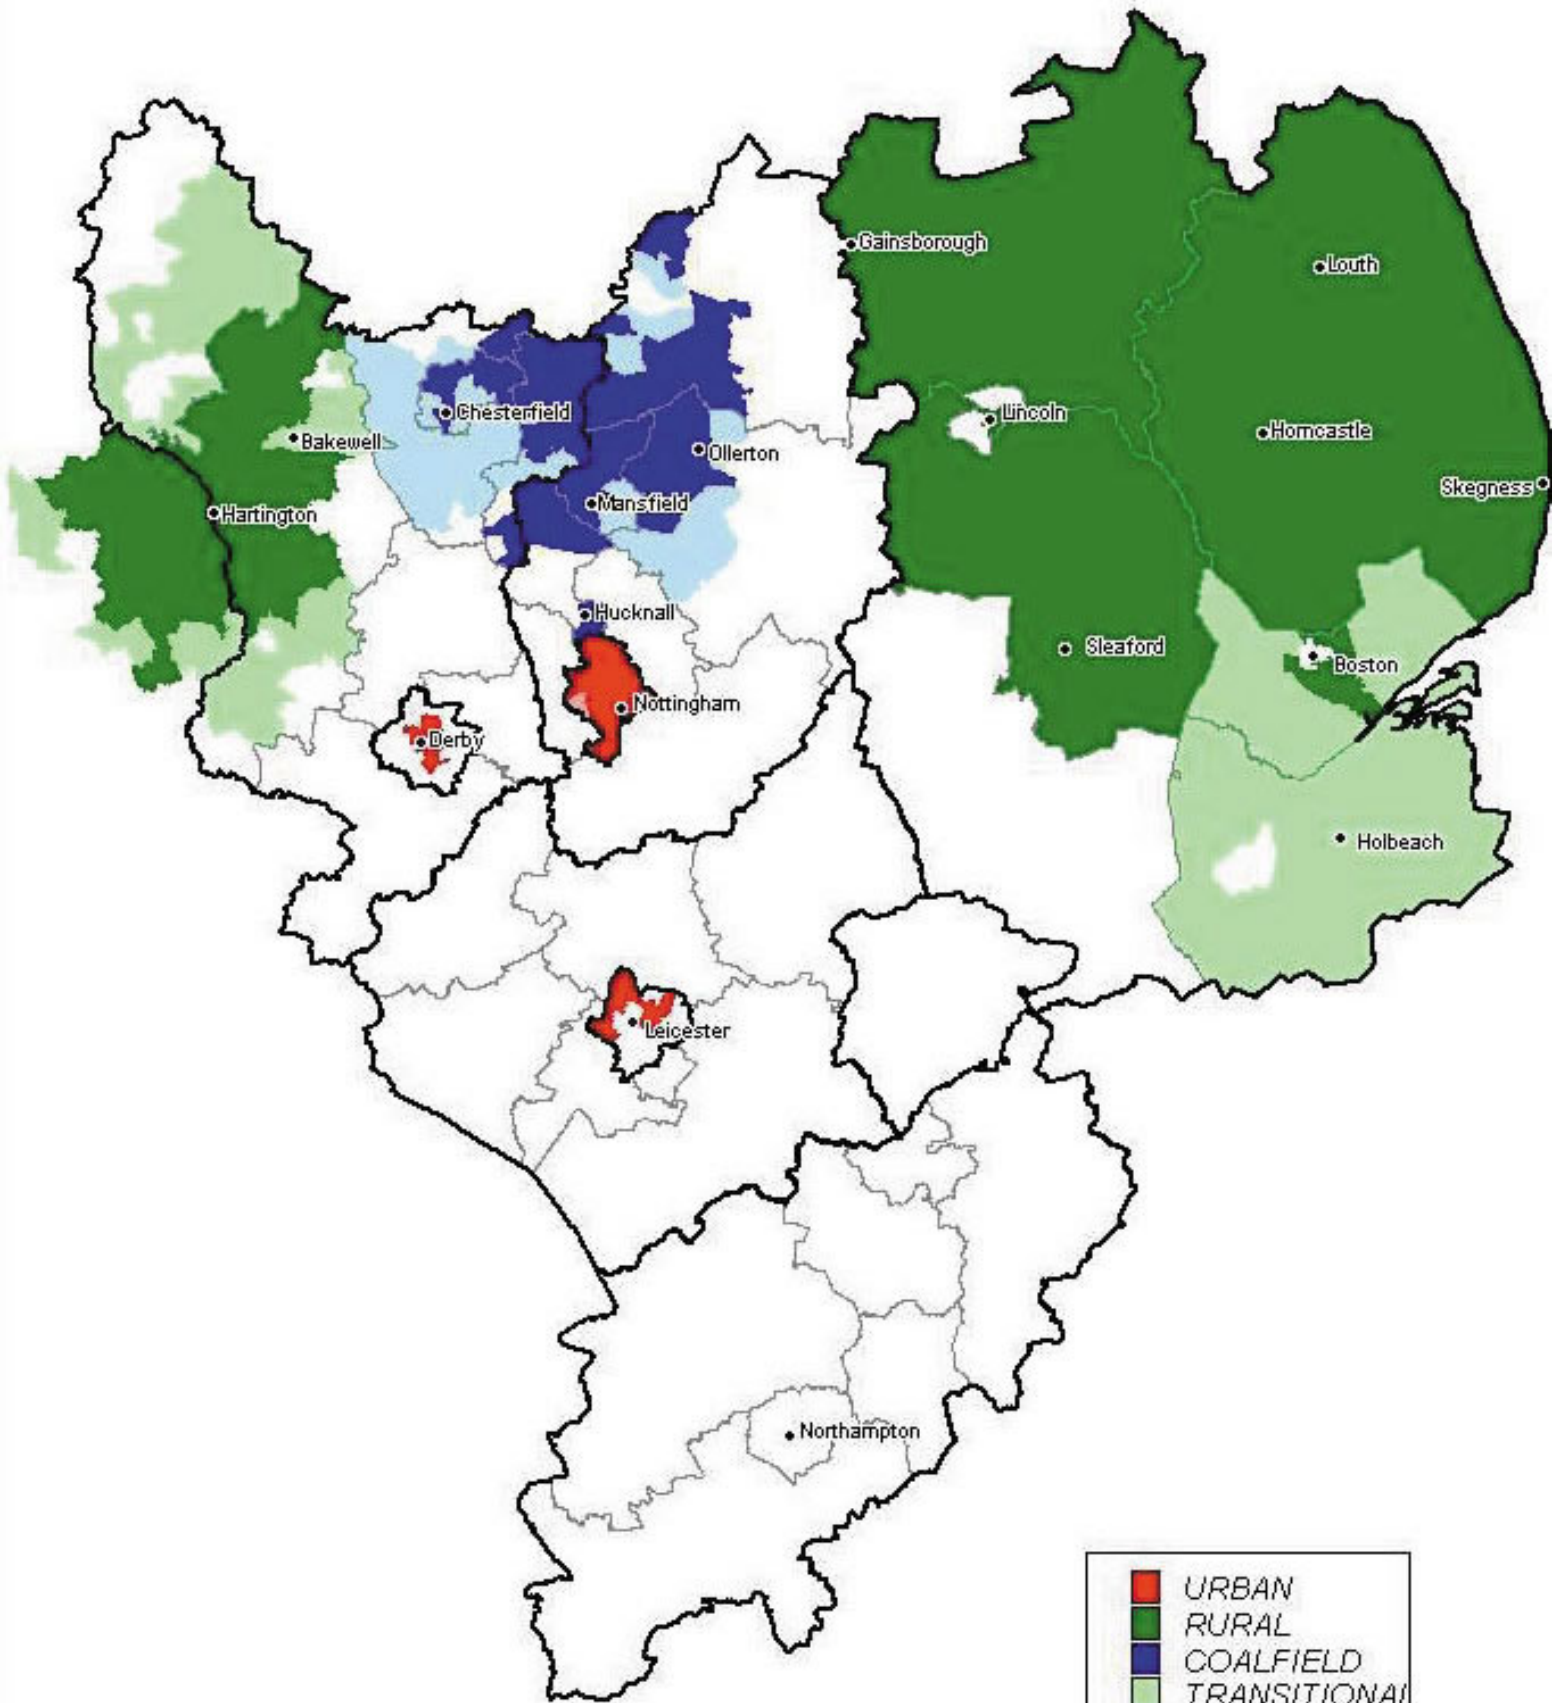 Gainsborough
Louth
Lincoln
Chesterfield
Horncastle
Bakewell
Ollerton
Skegness
Mansfield
Hartington
Hucknall
Sleaford
Boston
Nottingham
Derby
Holbeach
Leicester
Northampton
URBAN
RURAL
COALFIELD
TRANSITIONAL